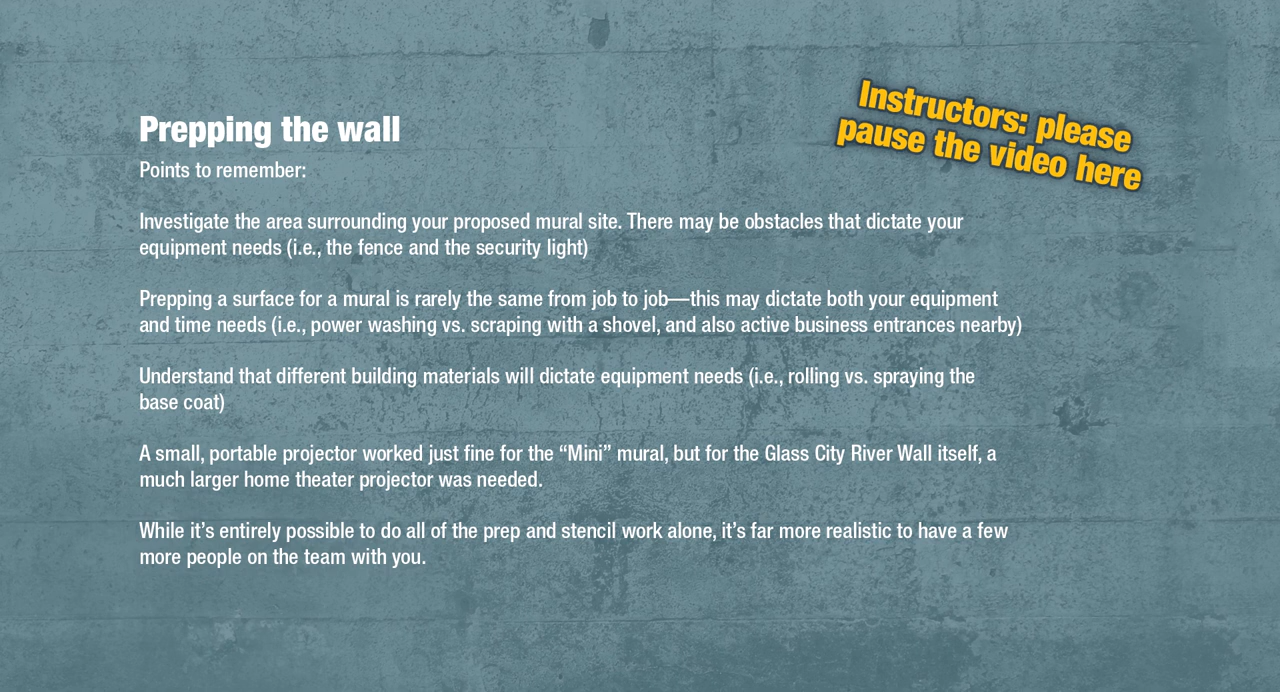 Instructors: please
pause the video here
Prepping the wall
Points to remember:
Investigate the area surrounding your proposed mural site. There may be obstacles that dictate your
equipment needs (i.e., the fence and the security light)
Prepping a surface for a mural is rarely the same from job to job—this may dictate both your equipment
and time needs (i.e., power washing vs. scraping with a shovel, and also active business entrances nearby)
Understand that different building materials will dictate equipment needs (i.e., rolling vs. spraying the
base coat)
A small, portable projector worked just fine for the “Mini” mural, but for the Glass City River Wall itself, a
much larger home theater projector was needed.
While it’s entirely possible to do all of the prep and stencil work alone, it’s far more realistic to have a few
more people on the team with you.